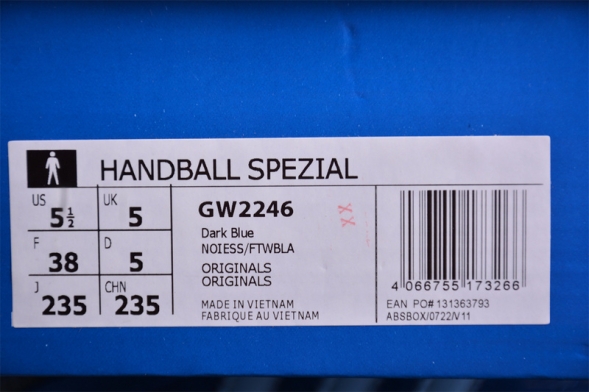 HANDBALL SPEZIAL
US 5½ UK 5
F 38 D 5
J 235 CHN 235
GW2246
XX
Dark Blue
NOIESS/FTWBLA
ORIGINALS
ORIGINALS
MADE IN VIETNAM
FABRIQUE AU VIETNAM
4 066755 173266
EAN PO# 131363793
ABSBOX/0722/V11